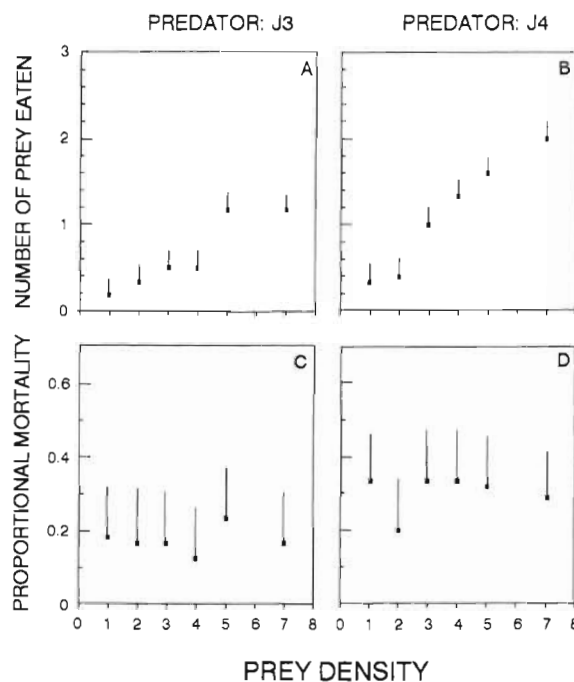 PREDATOR: J3 PREDATOR: J4
NUMBER OF PREY EATEN
3
2
1
0
A
B
PROPORTIONAL MORTALITY
0.6
0.4
0.2
0
C
D
0 1 2 3 4 5 6 7 8 0 1 2 3 4 5 6 7 8
PREY DENSITY